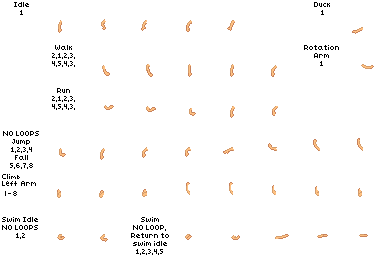 Idle
1
Duck
1
Walk
2,1,2,3,
4,5,4,3,
Rotation
Arm
1
Run
2,1,2,3,
4,5,4,3,
NO LOOPS
Jump
1,2,3,4
Fall
5,6,7,8
Climb
Left Arm
1-8
Swim Idle
NO LOOPS
1,2
Swim
NO LOOP,
Return to
swim idle
1,2,3,4,5